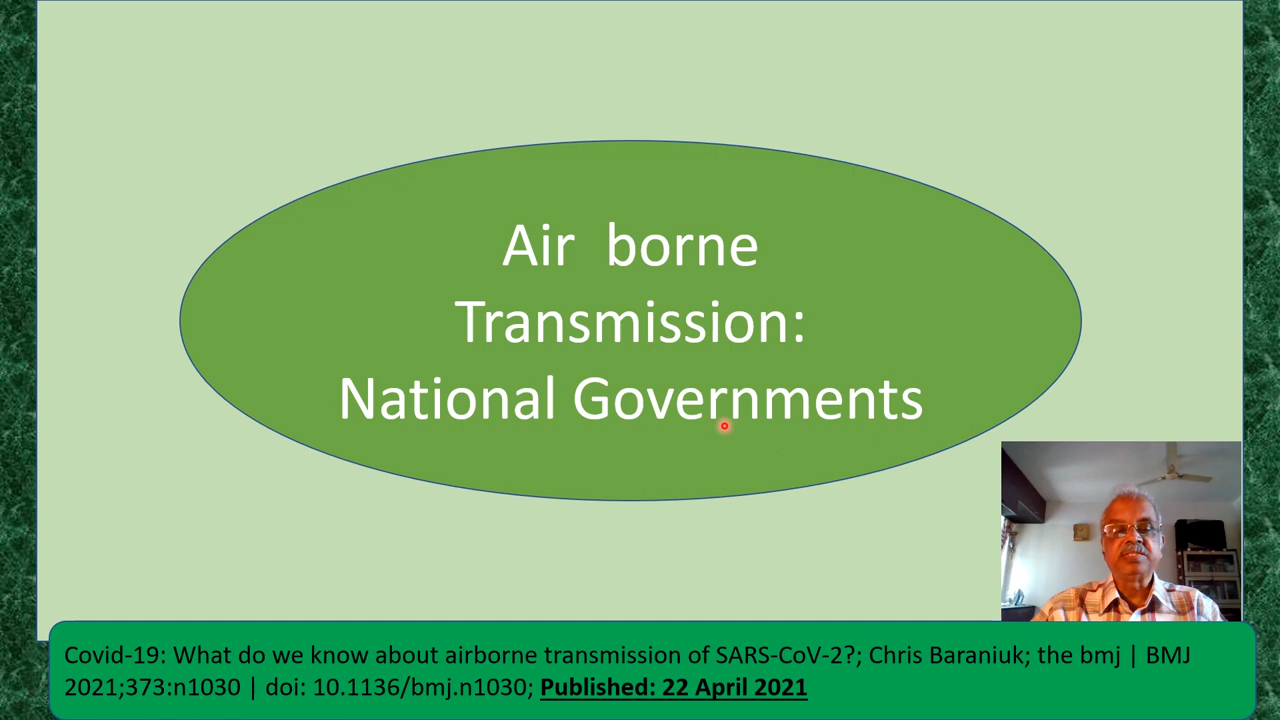 Air  borne
Transmission:
National Governments
Covid-19: What do we know about airborne transmission of SARS-CoV-2?; Chris Baraniuk; the bmj | BMJ
2021;373:n1030 | doi: 10.1136/bmj.n1030; Published: 22 April 2021